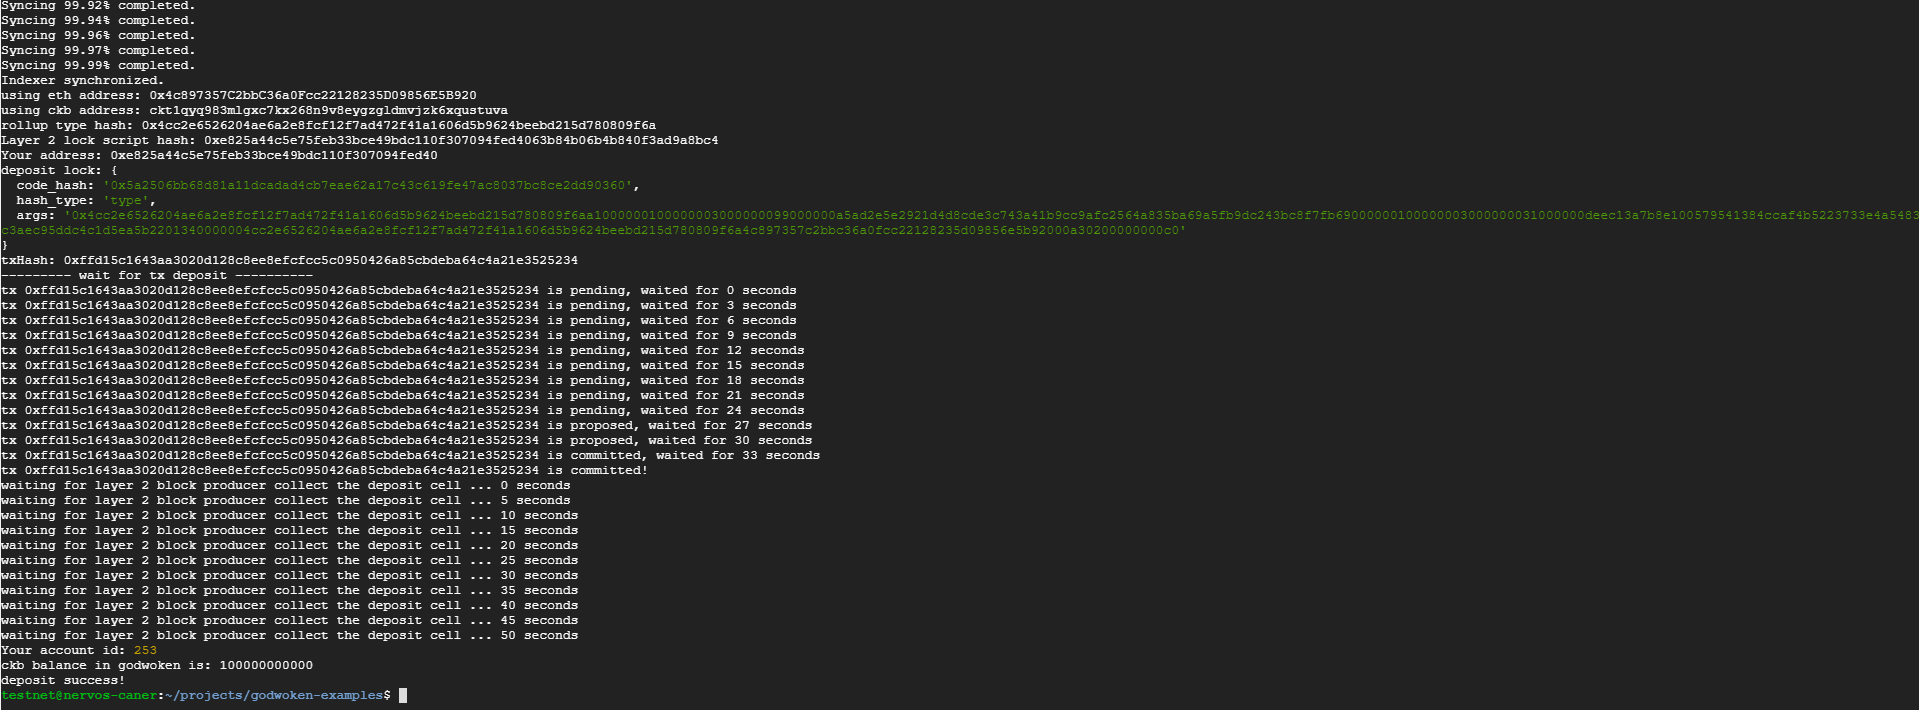 Syncing 99.92% completed.
Syncing 99.94% completed.
Syncing 99.96% completed.
Syncing 99.97% completed.
Syncing 99.99% completed.
Indexer synchronized.
using eth address: 0x4c897357C2bbC36a0Fcc22128235D09856E5B920
using ckb address: ckt1qyq983mlgxc7kx268n9v8eygzgldmvjzk6xqustuva
rollup type hash: 0x4cc2e6526204ae6a2e8fcf12f7ad472f41a1606d5b9624beebd215d780809f6a
Layer 2 lock script hash: 0xe825a44c5e75feb33bce49bdc110f307094fed4063b84b06b4b840f3ad9a8bc4
Your address: 0xe825a44c5e75feb33bce49bdc110f307094fed40
deposit lock: {
  code_hash: '0x5a2506bb68d81a11dcadad4cb7eae62a17c43c619fe47ac8037bc8ce2dd90360',
  hash_type: 'type',
  args: '0x4cc2e6526204ae6a2e8fcf12f7ad472f41a1606d5b9624beebd215d780809f6aa10000001000000030000000099000000a5ad2e5e2921d4d8cde3c743a41b9cc9afc2564a835ba69a5fb9dc243bc8f7fb690000000100000003000000031000000deec13a7b8e100579541384ccaf4b5223733e4a5483
c3aec95ddc4c1d5ea5b2201340000004cc2e6526204ae6a2e8fcf12f7ad472f41a1606d5b9624beebd215d780809f6a4c897357c2bbc36a0fcc22128235d09856e5b92000a30200000000c0'
}
txHash: 0xffd15c1643aa3020d128c8ee8efcfcc5c0950426a85cbdeba64c4a21e3525234
--------- wait for tx deposit ----------
tx 0xffd15c1643aa3020d128c8ee8efcfcc5c0950426a85cbdeba64c4a21e3525234 is pending, waited for 0 seconds
tx 0xffd15c1643aa3020d128c8ee8efcfcc5c0950426a85cbdeba64c4a21e3525234 is pending, waited for 3 seconds
tx 0xffd15c1643aa3020d128c8ee8efcfcc5c0950426a85cbdeba64c4a21e3525234 is pending, waited for 6 seconds
tx 0xffd15c1643aa3020d128c8ee8efcfcc5c0950426a85cbdeba64c4a21e3525234 is pending, waited for 9 seconds
tx 0xffd15c1643aa3020d128c8ee8efcfcc5c0950426a85cbdeba64c4a21e3525234 is pending, waited for 12 seconds
tx 0xffd15c1643aa3020d128c8ee8efcfcc5c0950426a85cbdeba64c4a21e3525234 is pending, waited for 15 seconds
tx 0xffd15c1643aa3020d128c8ee8efcfcc5c0950426a85cbdeba64c4a21e3525234 is pending, waited for 18 seconds
tx 0xffd15c1643aa3020d128c8ee8efcfcc5c0950426a85cbdeba64c4a21e3525234 is pending, waited for 21 seconds
tx 0xffd15c1643aa3020d128c8ee8efcfcc5c0950426a85cbdeba64c4a21e3525234 is pending, waited for 24 seconds
tx 0xffd15c1643aa3020d128c8ee8efcfcc5c0950426a85cbdeba64c4a21e3525234 is proposed, waited for 27 seconds
tx 0xffd15c1643aa3020d128c8ee8efcfcc5c0950426a85cbdeba64c4a21e3525234 is proposed, waited for 30 seconds
tx 0xffd15c1643aa3020d128c8ee8efcfcc5c0950426a85cbdeba64c4a21e3525234 is committed, waited for 33 seconds
tx 0xffd15c1643aa3020d128c8ee8efcfcc5c0950426a85cbdeba64c4a21e3525234 is committed!
waiting for layer 2 block producer collect the deposit cell ... 0 seconds
waiting for layer 2 block producer collect the deposit cell ... 5 seconds
waiting for layer 2 block producer collect the deposit cell ... 10 seconds
waiting for layer 2 block producer collect the deposit cell ... 15 seconds
waiting for layer 2 block producer collect the deposit cell ... 20 seconds
waiting for layer 2 block producer collect the deposit cell ... 25 seconds
waiting for layer 2 block producer collect the deposit cell ... 30 seconds
waiting for layer 2 block producer collect the deposit cell ... 35 seconds
waiting for layer 2 block producer collect the deposit cell ... 40 seconds
waiting for layer 2 block producer collect the deposit cell ... 45 seconds
waiting for layer 2 block producer collect the deposit cell ... 50 seconds
Your account id: 253
ckb balance in godwoken is: 100000000000
deposit success!
testnet@nervos-caner:~/projects/godwoken-examples$